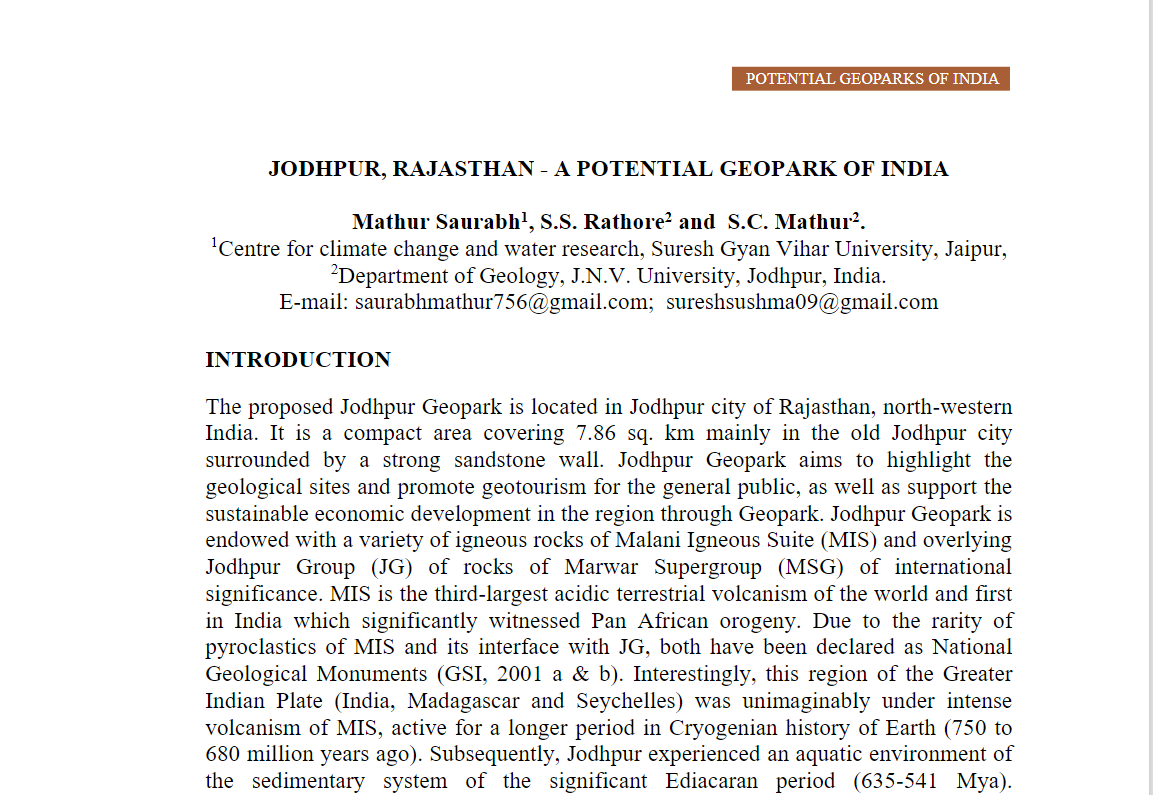 POTENTIAL GEOPARKS OF INDIA
JODHPUR, RAJASTHAN - A POTENTIAL GEOPARK OF INDIA
Mathur Saurabh¹, S.S. Rathore² and S.C. Mathur².
¹Centre for climate change and water research, Suresh Gyan Vihar University, Jaipur,
²Department of Geology, J.N.V. University, Jodhpur, India.
E-mail: saurabhmathur756@gmail.com; sureshsushma09@gmail.com
INTRODUCTION
The proposed Jodhpur Geopark is located in Jodhpur city of Rajasthan, north-western
India. It is a compact area covering 7.86 sq. km mainly in the old Jodhpur city
surrounded by a strong sandstone wall. Jodhpur Geopark aims to highlight the
geological sites and promote geotourism for the general public, as well as support the
sustainable economic development in the region through Geopark. Jodhpur Geopark is
endowed with a variety of igneous rocks of Malani Igneous Suite (MIS) and overlying
Jodhpur Group (JG) of rocks of Marwar Supergroup (MSG) of international
significance. MIS is the third-largest acidic terrestrial volcanism of the world and first
in India which significantly witnessed Pan African orogeny. Due to the rarity of
pyroclastics of MIS and its interface with JG, both have been declared as National
Geological Monuments (GSI, 2001 a & b). Interestingly, this region of the Greater
Indian Plate (India, Madagascar and Seychelles) was unimaginably under intense
volcanism of MIS, active for a longer period in Cryogenian history of Earth (750 to
680 million years ago). Subsequently, Jodhpur experienced an aquatic environment of
the sedimentary system of the significant Ediacaran period (635-541 Mya).